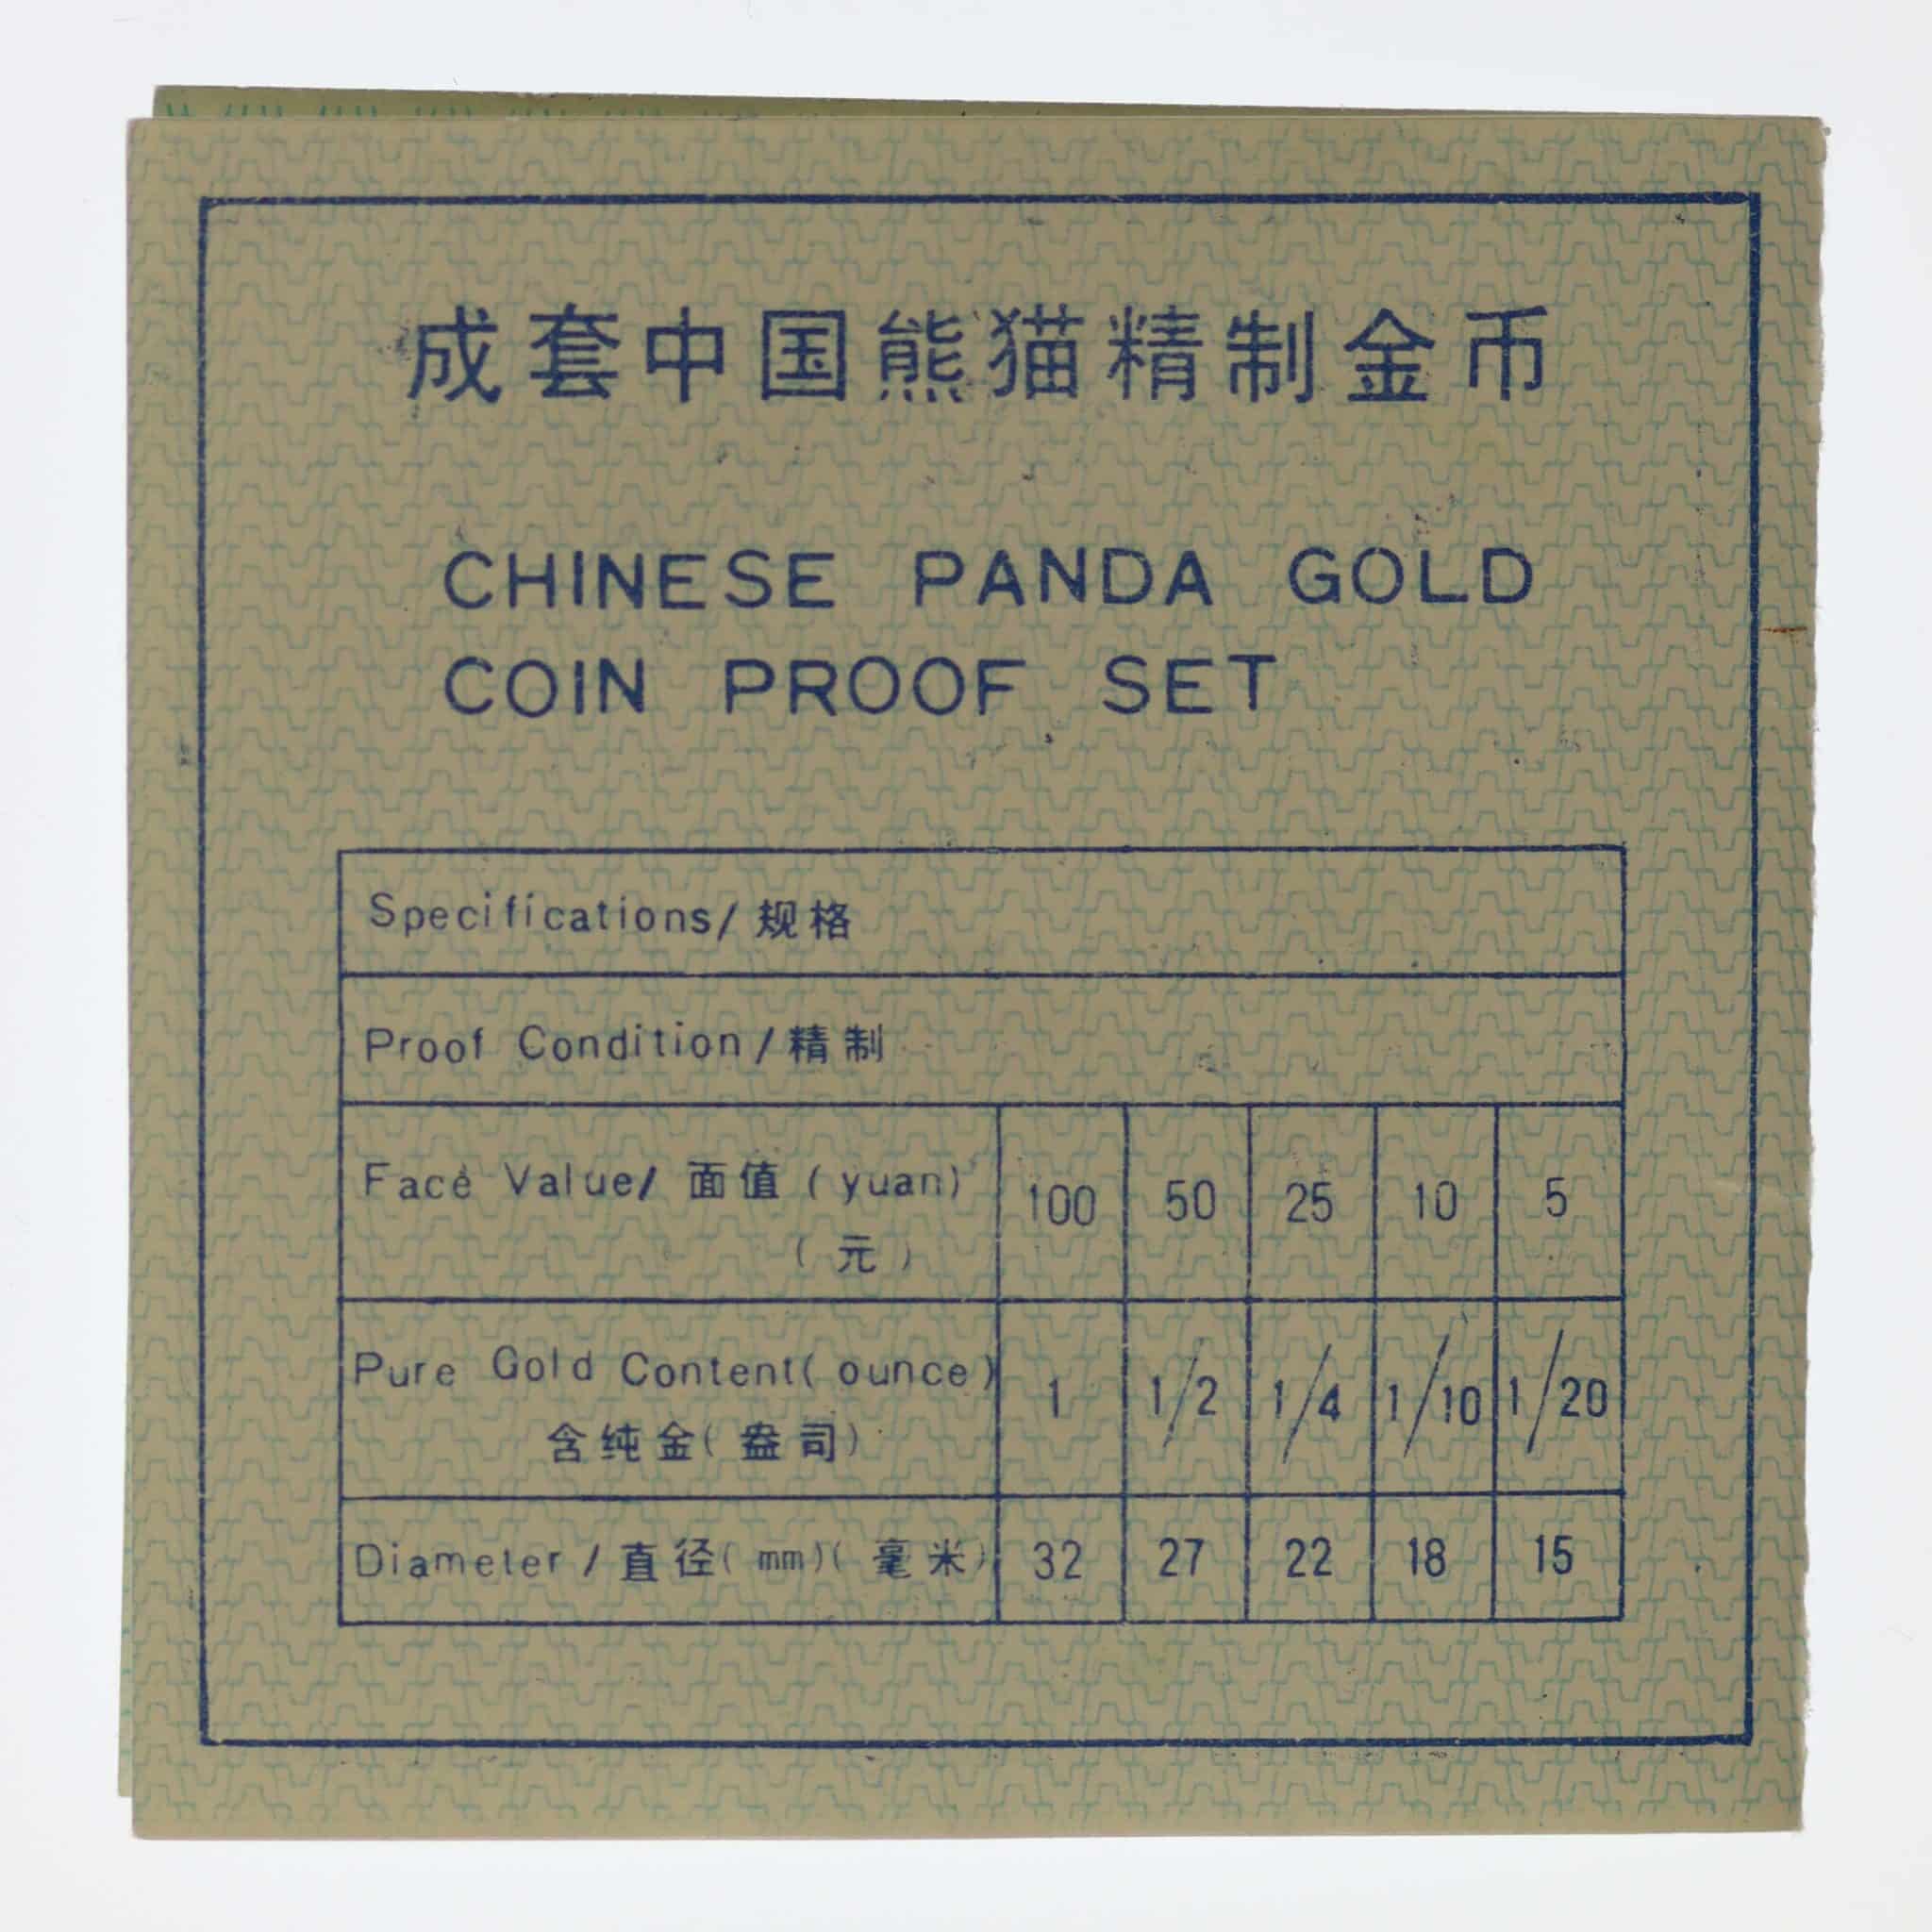 成套中国熊猫精制金币
CHINESE PANDA GOLD
COIN PROOF SET
Specifications/规格
Proof Condition/精制
Face Value/面值(yuan) 100 50 25 10 5
(元)
Pure Gold Content(ounce) 1 1/2 1/4 1/10 1/20
含纯金(盎司)
Diameter/直径(mm)(毫米) 32 27 22 18 15